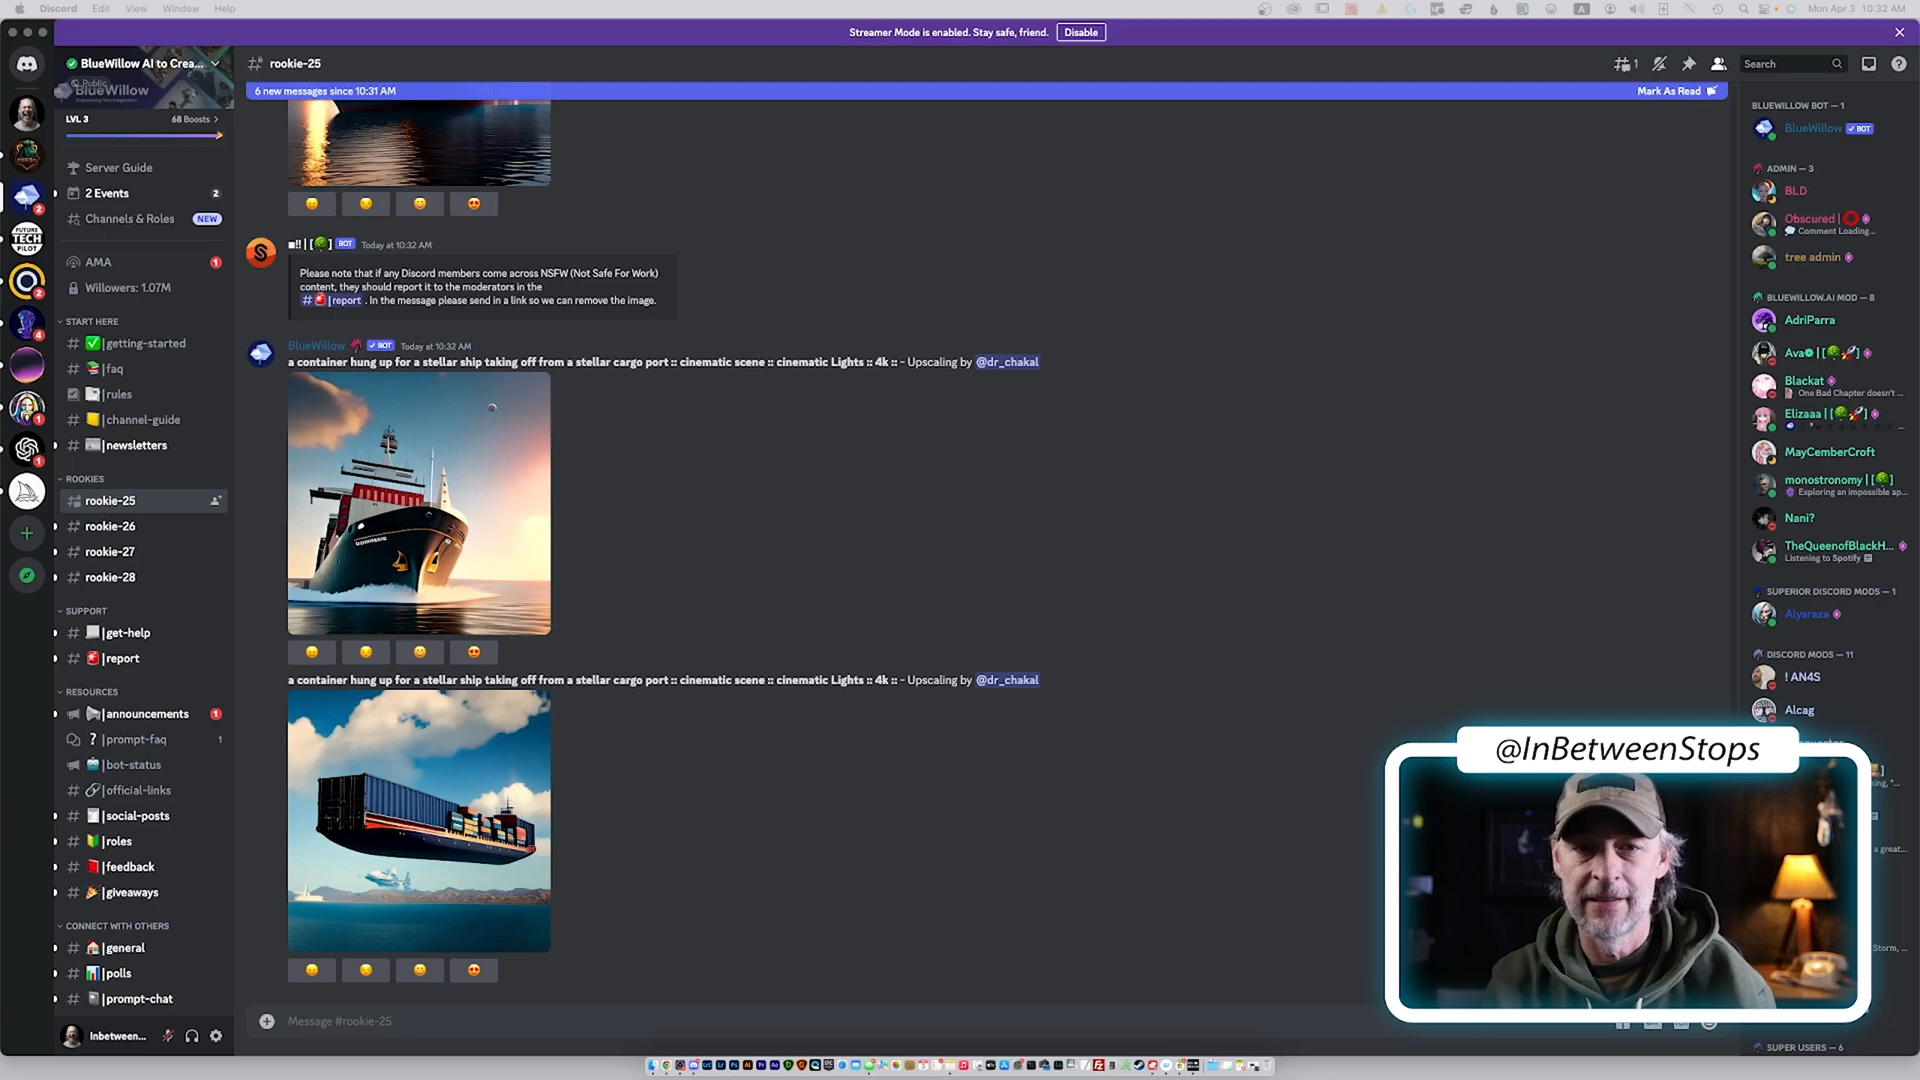 Discord Edit View Window Help
Mon Apr 3 10:32 AM
Streamer Mode is enabled. Stay safe, friend. Disable
BlueWillow AI to Crea...
Public
BlueWillow
LVL 3 68 Boosts
Server Guide
2 Events 2
Channels & Roles NEW
AMA 1
Willowers: 1.07M
START HERE
getting-started
faq
rules
channel-guide
newsletters
ROOKIES
rookie-25
rookie-26
rookie-27
rookie-28
SUPPORT
get-help
report
RESOURCES
announcements 1
prompt-faq 1
bot-status
official-links
social-posts
roles
feedback
giveaways
CONNECT WITH OTHERS
general
polls
prompt-chat
Inbetween...
FUTURE
TECH
PILOT
rookie-25
1
Search
6 new messages since 10:31 AM Mark As Read
BOT Today at 10:32 AM
Please note that if any Discord members come across NSFW (Not Safe For Work)
content, they should report it to the moderators in the
# |report . In the message please send in a link so we can remove the image.
BlueWillow BOT Today at 10:32 AM
a container hung up for a stellar ship taking off from a stellar cargo port :: cinematic scene :: cinematic Lights :: 4k :: - Upscaling by @dr_chakal
a container hung up for a stellar ship taking off from a stellar cargo port :: cinematic scene :: cinematic Lights :: 4k :: - Upscaling by @dr_chakal
Message #rookie-25
BLUEWILLOW BOT — 1
BlueWillow BOT
ADMIN — 3
BLD
Obscured |
Comment Loading...
tree admin
BLUEWILLOW.AI MOD — 8
AdriParra
Ava
Blackat
One Bad Chapter doesn't ...
Elizaaa |
MayCemberCroft
monostronomy |
Exploring an impossible ap...
Nani?
TheQueenofBlackH...
Listening to Spotify
SUPERIOR DISCORD MODS — 1
Alysraza
DISCORD MODS — 11
! AN4S
Alcag
@InBetweenStops
a great...
Storm, ...
SUPER USERS — 6